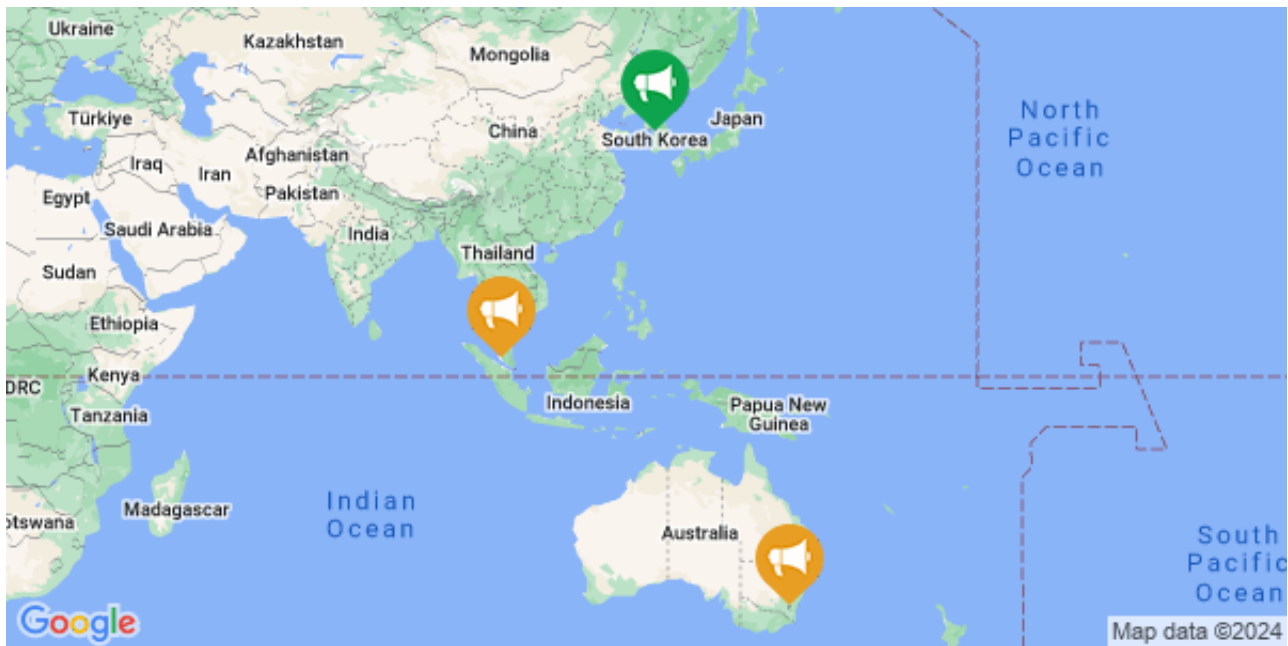 Ukraine
Kazakhstan
Mongolia
Türkiye
China
Japan
South Korea
North
Pacific
Ocean
Afghanistan
Iraq
Iran
Pakistan
Egypt
Saudi Arabia
India
Thailand
Sudan
Ethiopia
Kenya
DRC
Tanzania
Indonesia
Papua New
Guinea
Madagascar
Indian
Ocean
otswana
Australia
South
Pacific
Ocean
Google
Map data ©2024